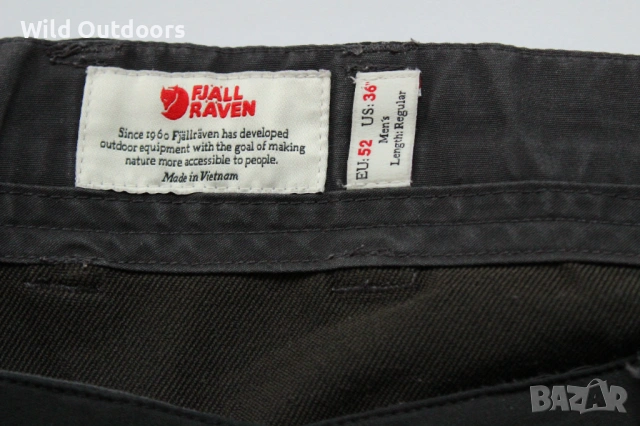 Wild Outdoors
FJÄLL
RÄVEN
Since 1960 Fjällräven has developed
outdoor equipment with the goal of making
nature more accessible to people.
Made in Vietnam
EU: 52 US: 36"
Men's
Length: Regular
BAZAR